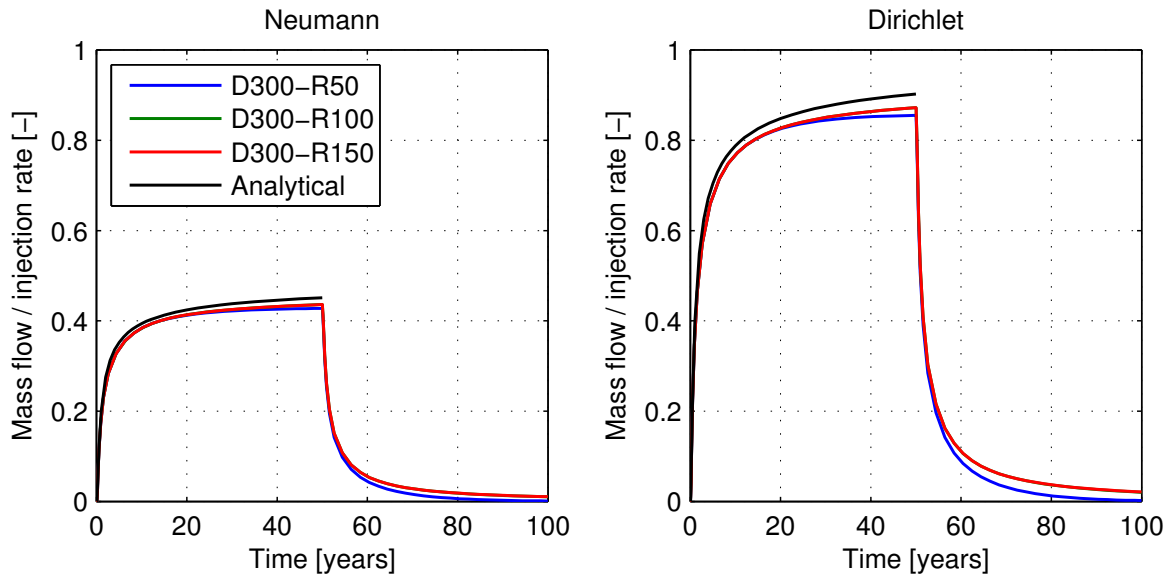 Neumann
Mass flow / injection rate [−]
1
0.8
0.6
0.4
0.2
0
D300−R50
D300−R100
D300−R150
Analytical
0 20 40 60 80 100
Time [years]
Dirichlet
Mass flow / injection rate [−]
1
0.8
0.6
0.4
0.2
0
0 20 40 60 80 100
Time [years]